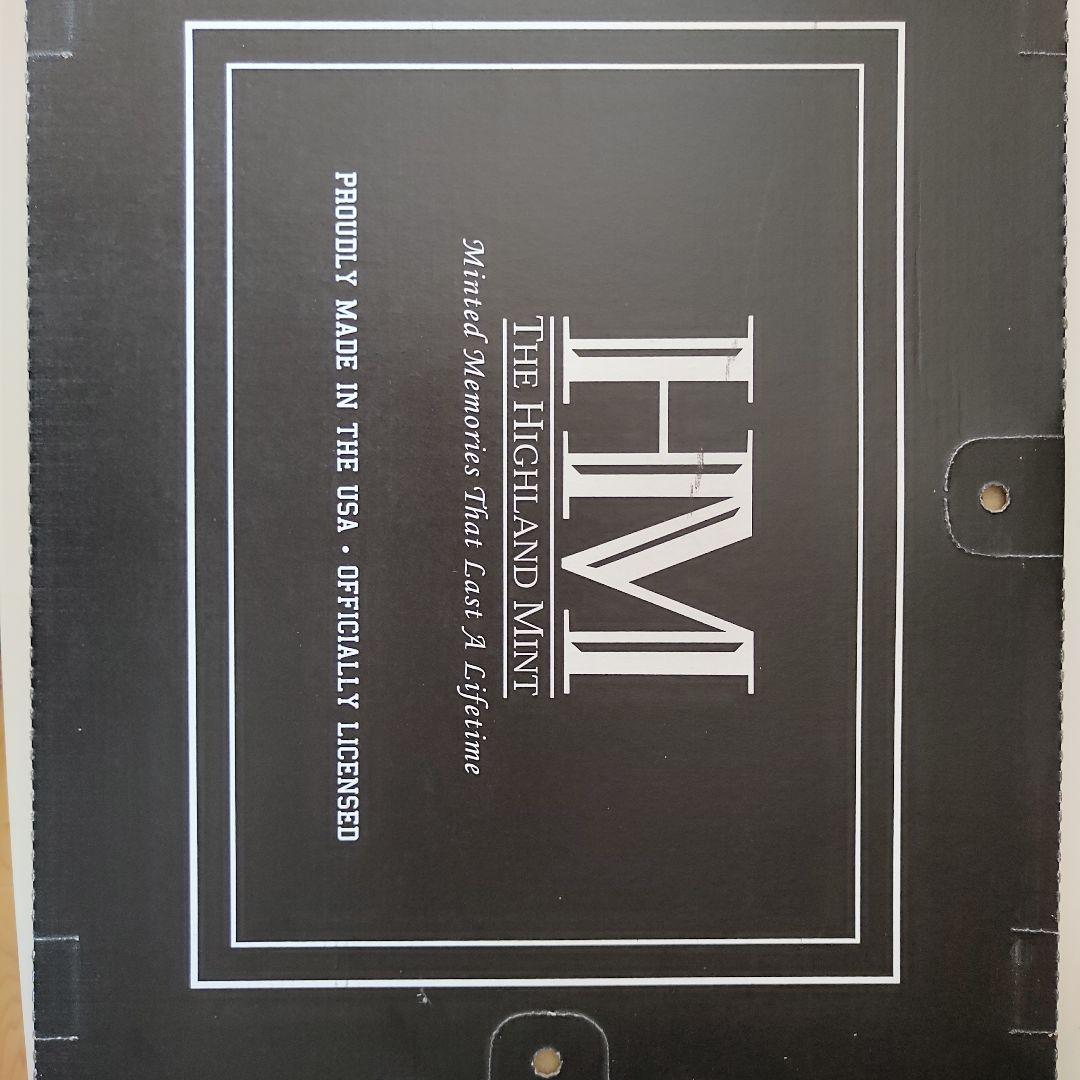 HM
THE HIGHLAND MINT
Minted Memories That Last A Lifetime
PROUDLY MADE IN THE USA • OFFICIALLY LICENSED